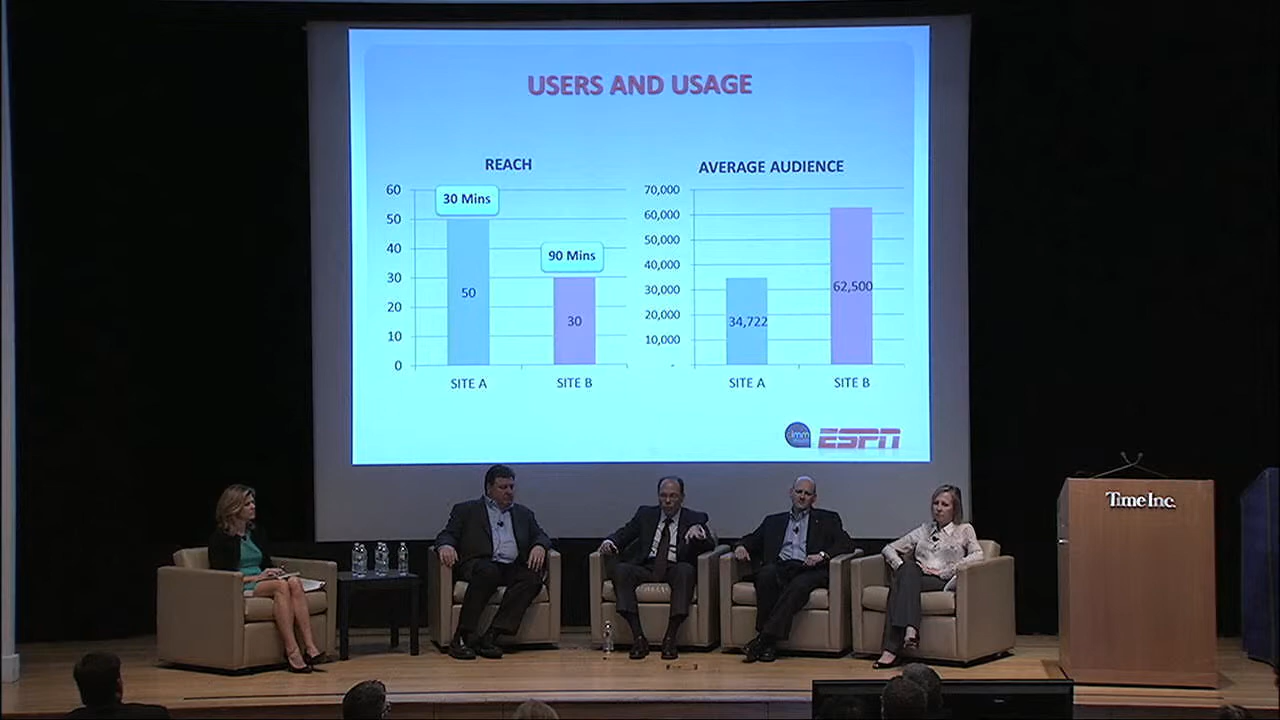 USERS AND USAGE
REACH
60
50
40
30
20
10
0
30 Mins
90 Mins
50
30
SITE A
SITE B
AVERAGE AUDIENCE
70,000
60,000
50,000
40,000
30,000
20,000
10,000
-
34,722
62,500
SITE A
SITE B
ESPN
Time Inc.